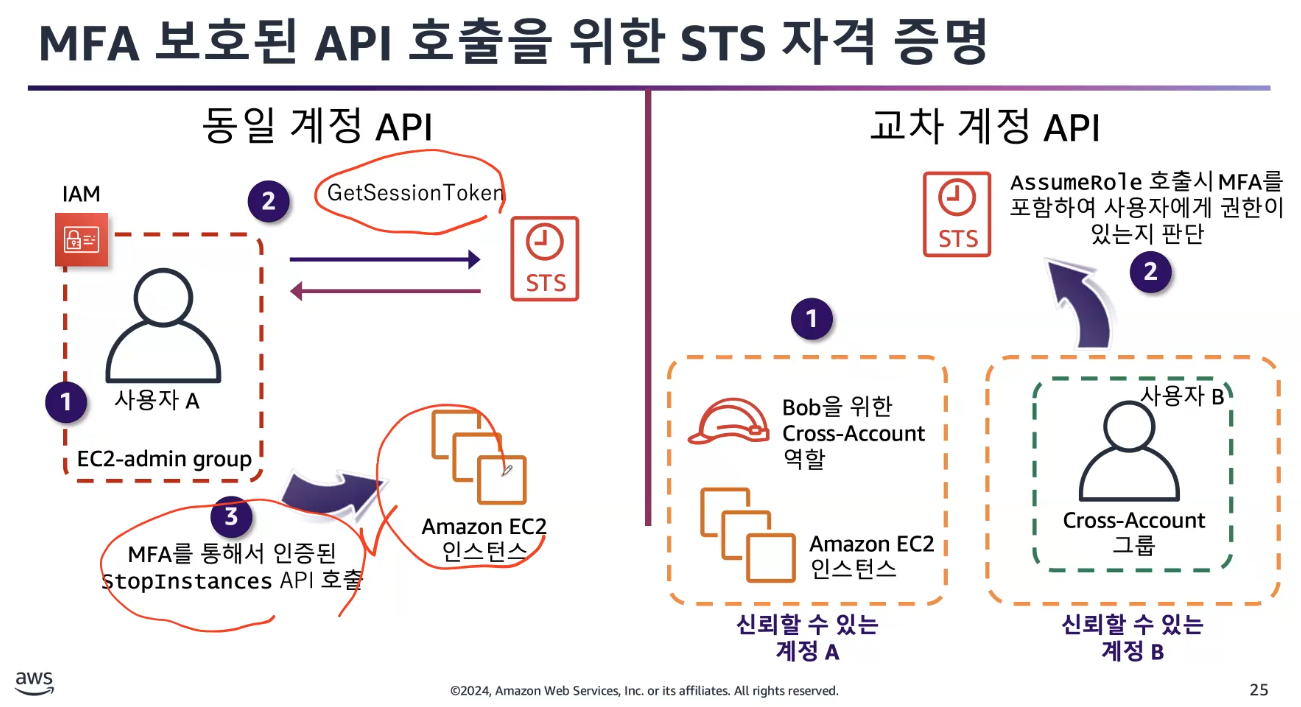 MFA 보호된 API 호출을 위한 STS 자격 증명
동일 계정 API
IAM
2
GetSessionToken
STS
1
사용자 A
EC2-admin group
3
MFA를 통해서 인증된
StopInstances API 호출
Amazon EC2
인스턴스
교차 계정 API
STS
AssumeRole 호출시 MFA를
포함하여 사용자에게 권한이
있는지 판단
2
1
Bob을 위한
Cross-Account
역할
Amazon EC2
인스턴스
신뢰할 수 있는
계정 A
사용자 B
Cross-Account
그룹
신뢰할 수 있는
계정 B
aws
©2024, Amazon Web Services, Inc. or its affiliates. All rights reserved.
25